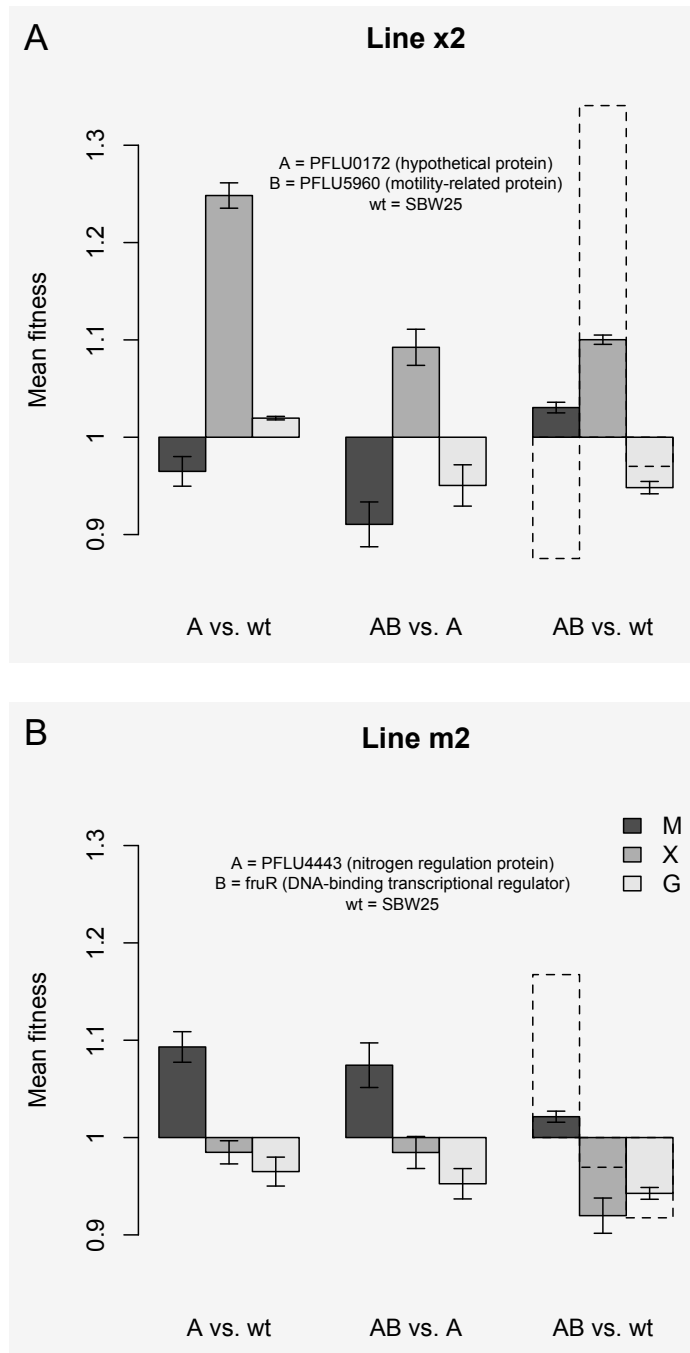 A
Line x2
Mean fitness
1.3
1.2
1.1
1
0.9
A = PFLU0172 (hypothetical protein)
B = PFLU5960 (motility-related protein)
wt = SBW25
A vs. wt
AB vs. A
AB vs. wt
B
Line m2
Mean fitness
1.3
1.2
1.1
1
0.9
A = PFLU4443 (nitrogen regulation protein)
B = fruR (DNA-binding transcriptional regulator)
wt = SBW25
M
X
G
A vs. wt
AB vs. A
AB vs. wt